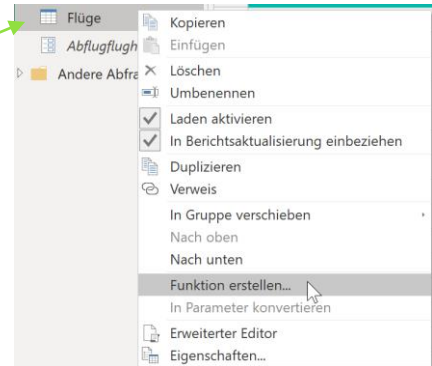 Flüge
Kopieren
Abflugflugh
Einfügen
Andere Abfra
Löschen
Umbenennen
Laden aktivieren
In Berichtsaktualisierung einbeziehen
Duplizieren
Verweis
In Gruppe verschieben
Nach oben
Nach unten
Funktion erstellen...
In Parameter konvertieren
Erweiterter Editor
Eigenschaften...